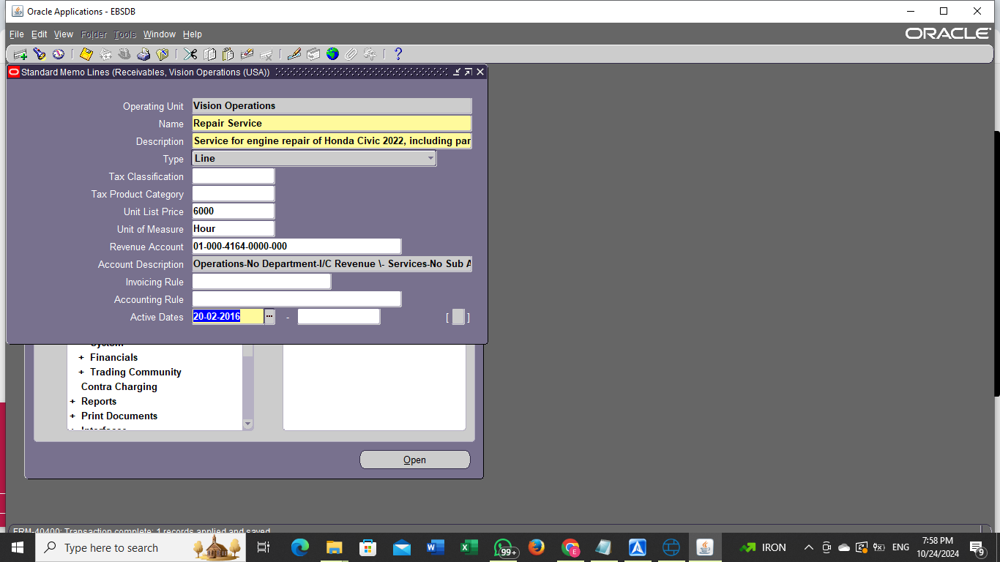 Oracle Applications - EBSDB
File Edit View Folder Tools Window Help
ORACLE
Standard Memo Lines (Receivables, Vision Operations (USA))
Operating Unit Vision Operations
Name Repair Service
Description Service for engine repair of Honda Civic 2022, including par
Type Line
Tax Classification
Tax Product Category
Unit List Price 6000
Unit of Measure Hour
Revenue Account 01-000-4164-0000-000
Account Description Operations-No Department-I/C Revenue \- Services-No Sub A
Invoicing Rule
Accounting Rule
Active Dates 20-02-2016 ... - [ ]
System
+ Financials
+ Trading Community
Contra Charging
+ Reports
+ Print Documents
+ Interfaces
Open
FRM-40400: Transaction complete: 1 records applied and saved.
Type here to search
99+
IRON
ENG
7:58 PM
10/24/2024
9